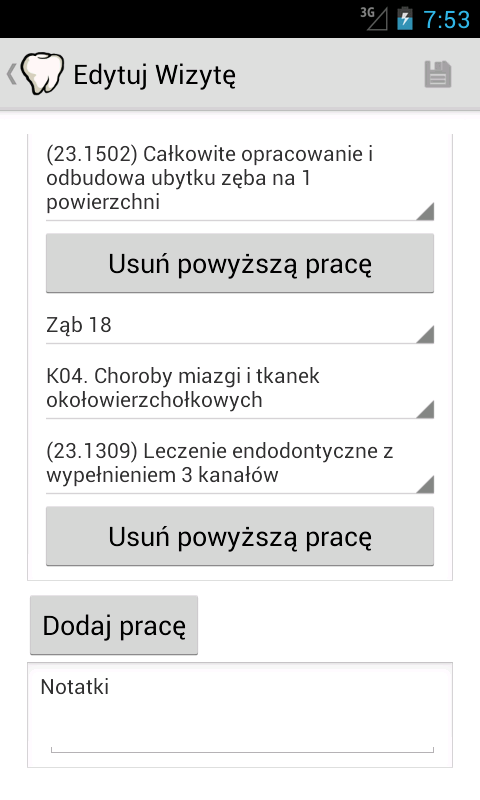 3G
7:53
Edytuj Wizytę
(23.1502) Całkowite opracowanie i
odbudowa ubytku zęba na 1
powierzchni
Usuń powyższą pracę
Ząb 18
K04. Choroby miazgi i tkanek
okołowierzchołkowych
(23.1309) Leczenie endodontyczne z
wypełnieniem 3 kanałów
Usuń powyższą pracę
Dodaj pracę
Notatki